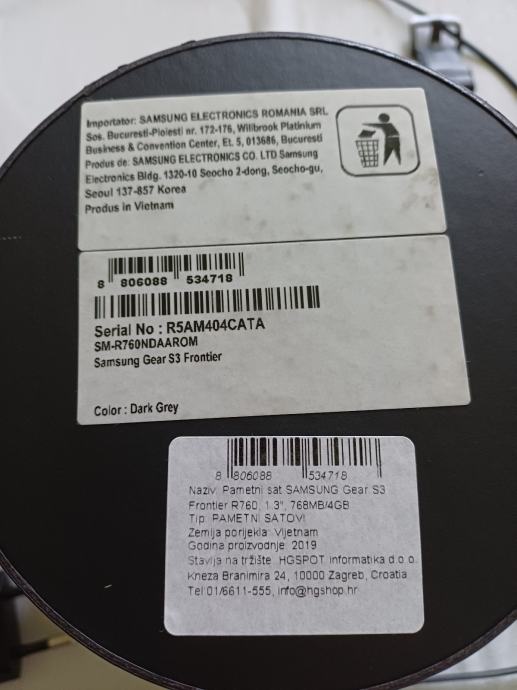 Importator: SAMSUNG ELECTRONICS ROMANIA SRL
Sos. Bucuresti-Ploiesti nr. 172-176, Willbrook Platinium
Business & Convention Center, Et. 5, 013686, Bucuresti
Produs de: SAMSUNG ELECTRONICS CO. LTD Samsung
Electronics Bldg. 1320-10 Seocho 2-dong, Seocho-gu,
Seoul 137-857 Korea
Produs in Vietnam
8 806088 534718
Serial No : R5AM404CATA
SM-R760NDAAROM
Samsung Gear S3 Frontier
Color : Dark Grey
8 806088 534718
Naziv: Pametni sat SAMSUNG Gear S3
Frontier R760, 1.3", 768MB/4GB
Tip: PAMETNI SATOVI
Zemlja porijekla: Vijetnam
Godina proizvodnje: 2019
Stavlja na tržište: HGSPOT informatika d.o.o.
Kneza Branimira 24, 10000 Zagreb, Croatia
Tel:01/6611-555, info@hgshop.hr